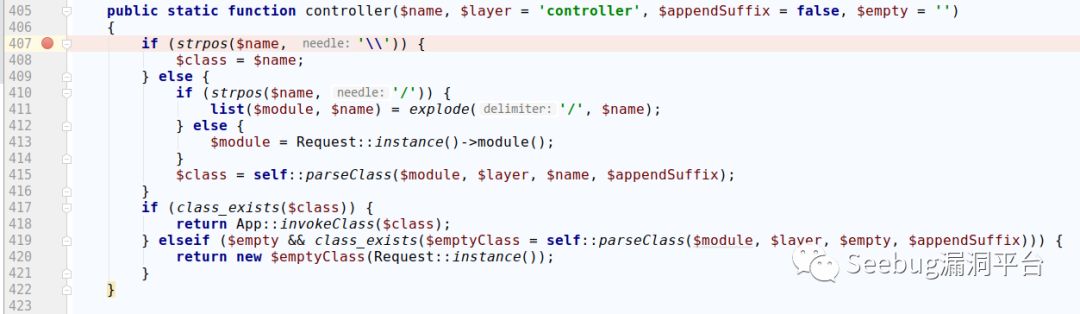 405 public static function controller($name, $layer = 'controller', $appendSuffix = false, $empty = '')
406 {
407 if (strpos($name, needle: '\\')) {
408 $class = $name;
409 } else {
410 if (strpos($name, needle: '/')) {
411 list($module, $name) = explode( delimiter: '/', $name);
412 } else {
413 $module = Request::instance()->module();
414 }
415 $class = self::parseClass($module, $layer, $name, $appendSuffix);
416 }
417 if (class_exists($class)) {
418 return App::invokeClass($class);
419 } elseif ($empty && class_exists($emptyClass = self::parseClass($module, $layer, $empty, $appendSuffix))) {
420 return new $emptyClass(Request::instance());
421 }
422 }
423
Seebug漏洞平台